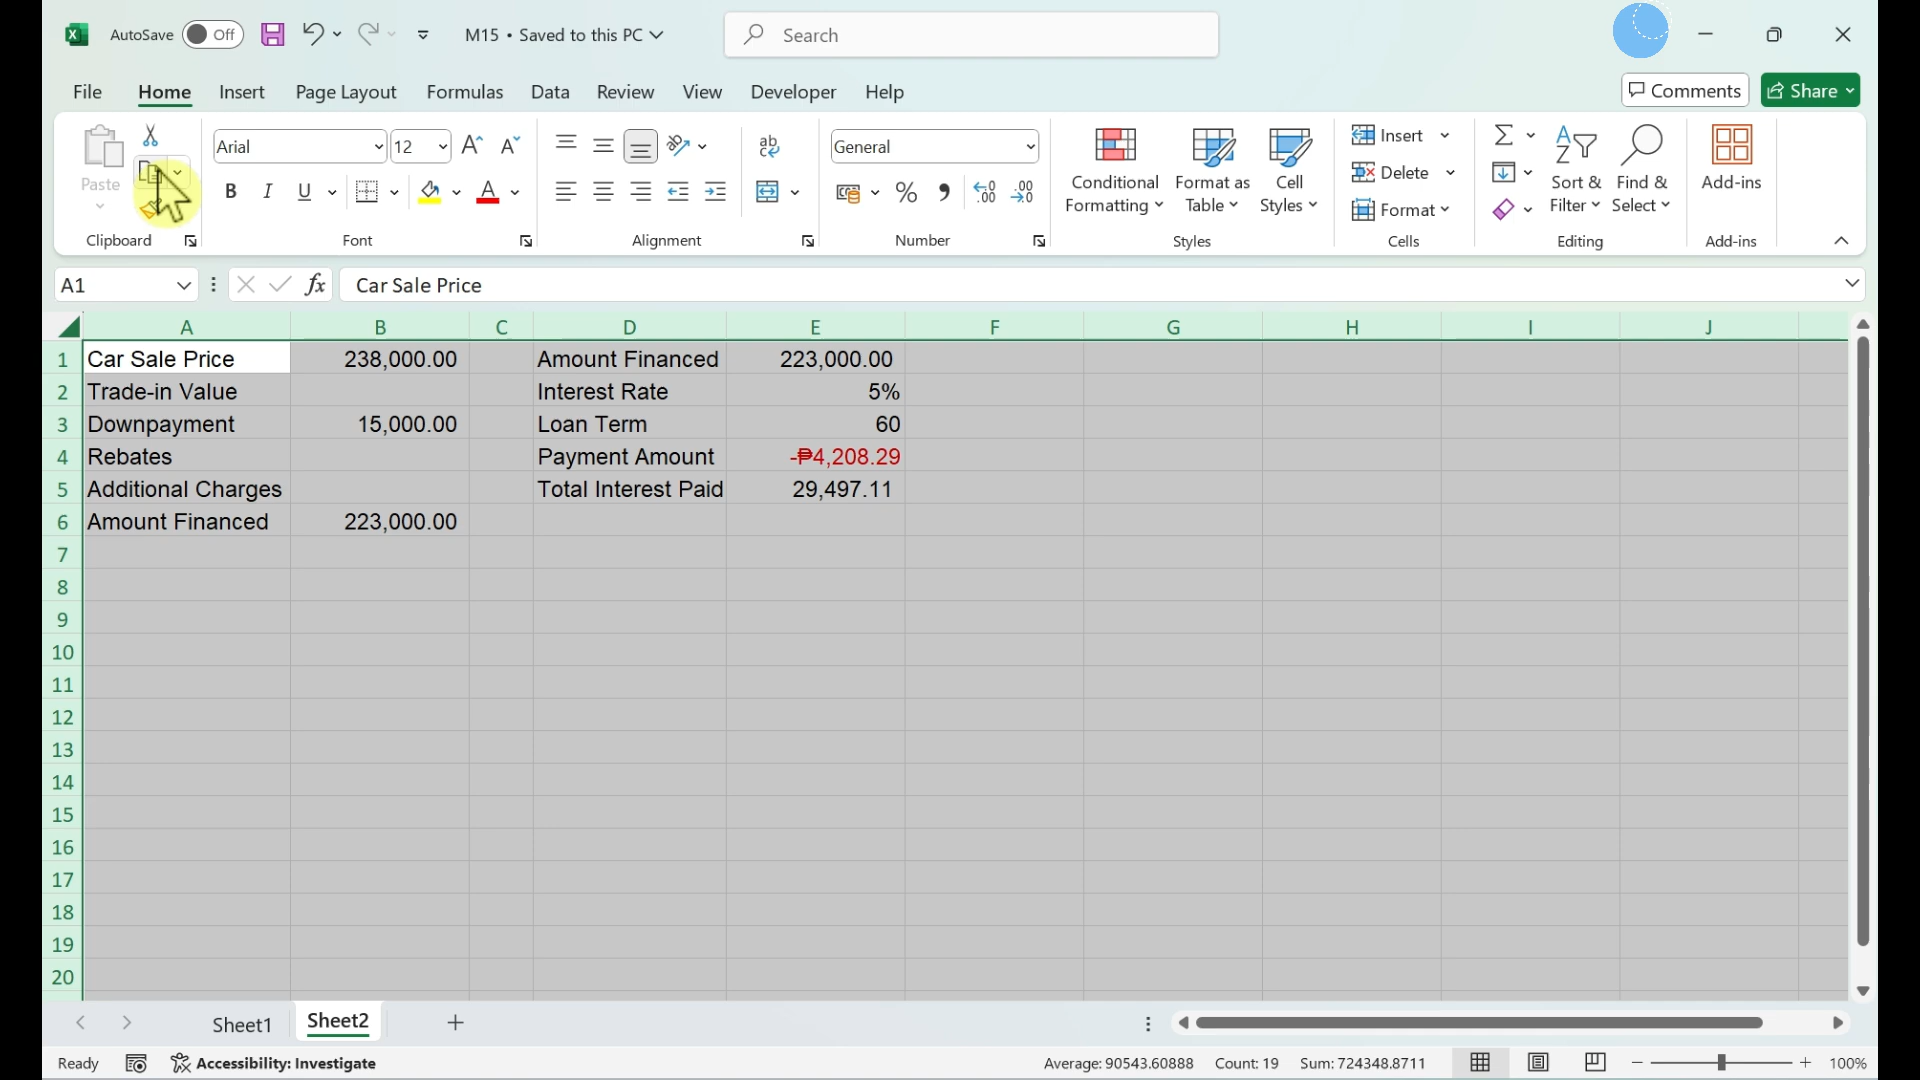 AutoSave Off M15 • Saved to this PC Search
File Home Insert Page Layout Formulas Data Review View Developer Help Comments Share
Paste Arial 12 General Conditional Formatting Format as Table Cell Styles Insert Delete Format Sort & Filter Find & Select Add-ins
Clipboard Font Alignment Number Styles Cells Editing Add-ins
A1 fx Car Sale Price
A B C D E F G H I J
1 Car Sale Price 238,000.00 Amount Financed 223,000.00
2 Trade-in Value Interest Rate 5%
3 Downpayment 15,000.00 Loan Term 60
4 Rebates Payment Amount -₱4,208.29
5 Additional Charges Total Interest Paid 29,497.11
6 Amount Financed 223,000.00
7
8
9
10
11
12
13
14
15
16
17
18
19
20
Sheet1 Sheet2
Ready Accessibility: Investigate Average: 90543.60888 Count: 19 Sum: 724348.8711 100%